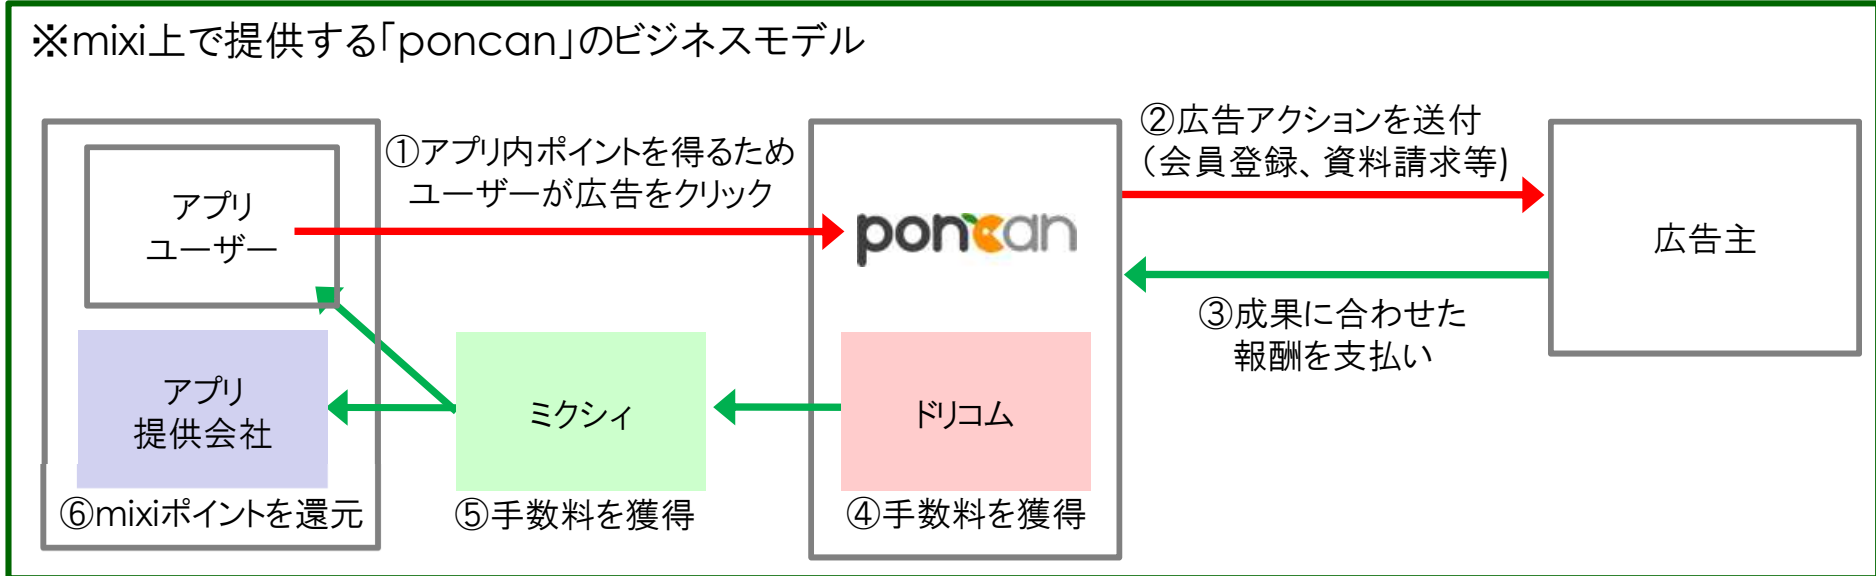 ※mixi上で提供する「poncan」のビジネスモデル
①アプリ内ポイントを得るため
ユーザーが広告をクリック
②広告アクションを送付
(会員登録、資料請求等)
アプリ
ユーザー
poncan
広告主
③成果に合わせた
報酬を支払い
アプリ
提供会社
ミクシィ
ドリコム
⑥mixiポイントを還元
⑤手数料を獲得
④手数料を獲得